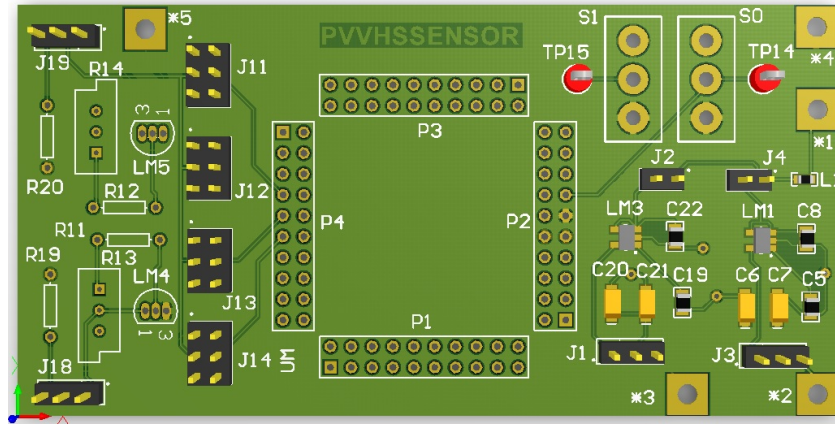 *5
PVVHSSENSOR
S1
S0
J19
R14
J11
TP15
TP14
*4
3
1
P3
*1
LM5
J2
J4
R20
R12
J12
P4
P2
LM3
C22
LM1
C8
R11
R19
R13
LM4
C20
C21
C19
C6
C7
C5
J13
1
3
P1
J18
J14
UM
J1
J3
*3
*2